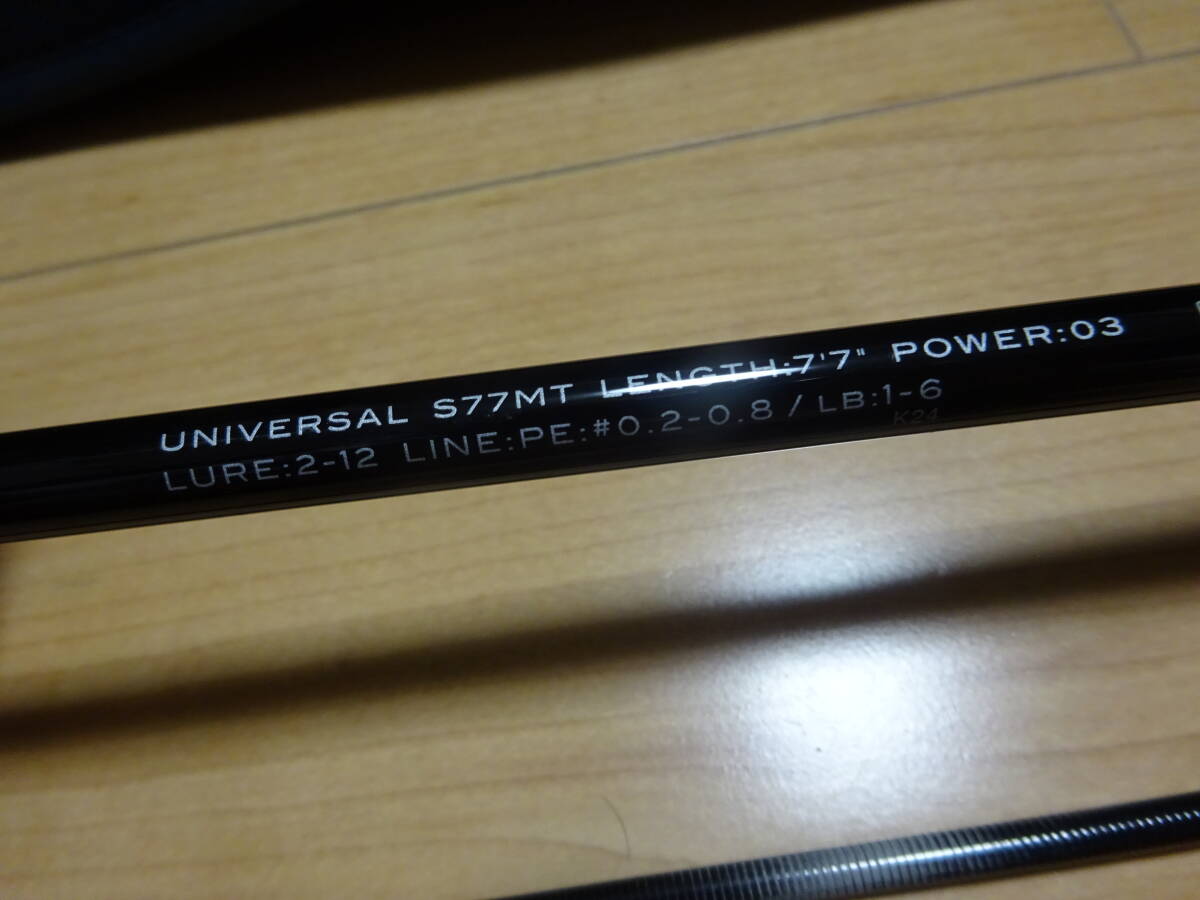 UNIVERSAL S77MT LENGTH:7'7" POWER:03
LURE:2-12 LINE:PE:#0.2-0.8 / LB:1-6
K24